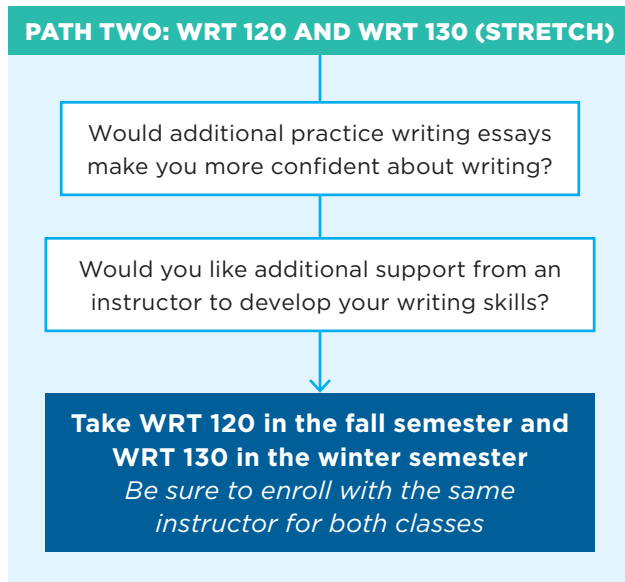 PATH TWO: WRT 120 AND WRT 130 (STRETCH)
Would additional practice writing essays
make you more confident about writing?
Would you like additional support from an
instructor to develop your writing skills?
Take WRT 120 in the fall semester and
WRT 130 in the winter semester
Be sure to enroll with the same
instructor for both classes